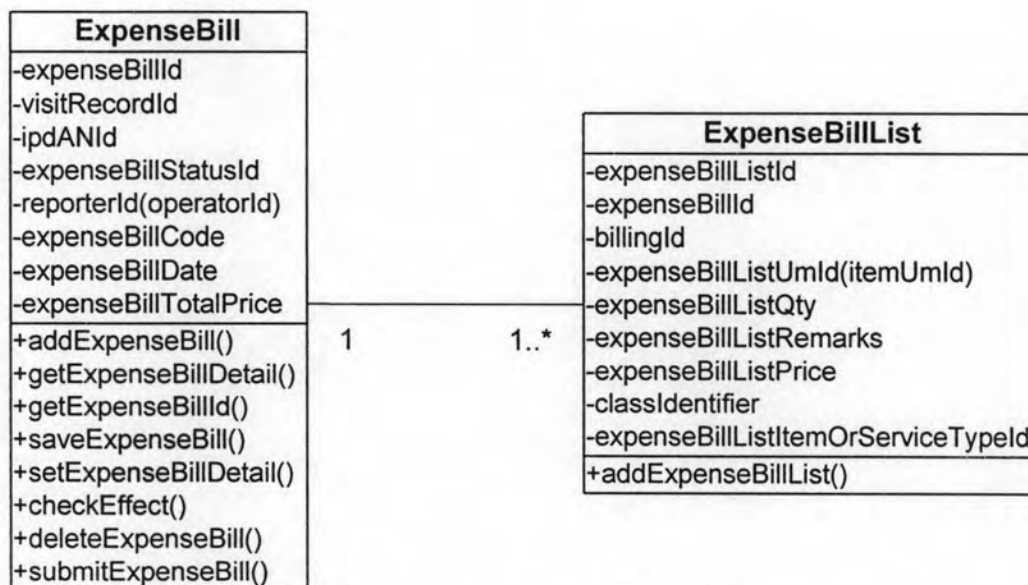 ExpenseBill
-expenseBillId
-visitRecordId
-ipdANId
-expenseBillStatusId
-reporterId(operatorId)
-expenseBillCode
-expenseBillDate
-expenseBillTotalPrice
+addExpenseBill()
+getExpenseBillDetail()
+getExpenseBillId()
+saveExpenseBill()
+setExpenseBillDetail()
+checkEffect()
+deleteExpenseBill()
+submitExpenseBill()
1
1..*
ExpenseBillList
-expenseBillListId
-expenseBillId
-billingId
-expenseBillListUmId(itemUmId)
-expenseBillListQty
-expenseBillListRemarks
-expenseBillListPrice
-classIdentifier
-expenseBillListItemOrServiceTypeId
+addExpenseBillList()